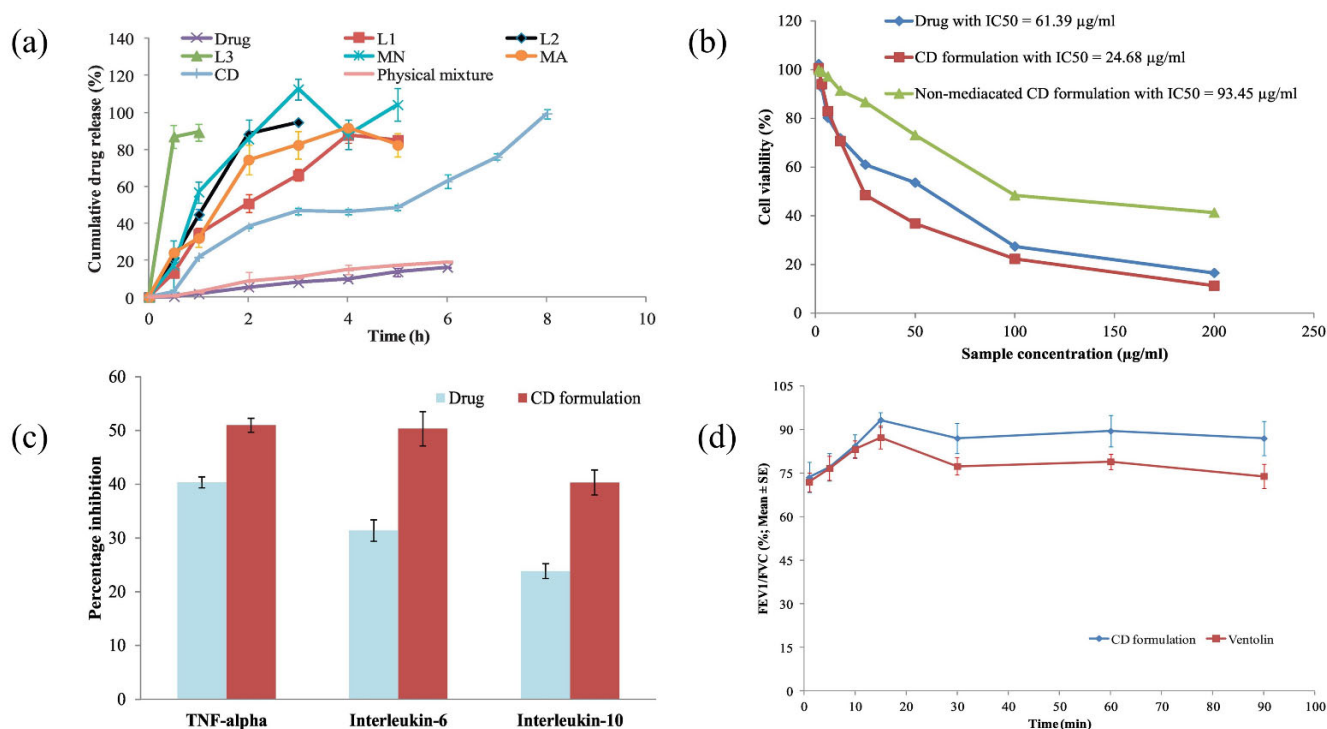 (a)
Cumulative drug release (%)
140
120
100
80
60
40
20
0
Drug L1 L2
L3 MN MA
CD Physical mixture
0 2 4 6 8 10
Time (h)
(b)
Cell viability (%)
120
100
80
60
40
20
0
Drug with IC50 = 61.39 µg/ml
CD formulation with IC50 = 24.68 µg/ml
Non-mediacated CD formulation with IC50 = 93.45 µg/ml
0 50 100 150 200 250
Sample concentration (µg/ml)
(c)
Percentage inhibition
60
50
40
30
20
10
0
Drug CD formulation
TNF-alpha Interleukin-6 Interleukin-10
(d)
FEV1/FVC (%; Mean ± SE)
105
90
75
60
45
30
15
0
CD formulation Ventolin
0 10 20 30 40 50 60 70 80 90 100
Time (min)